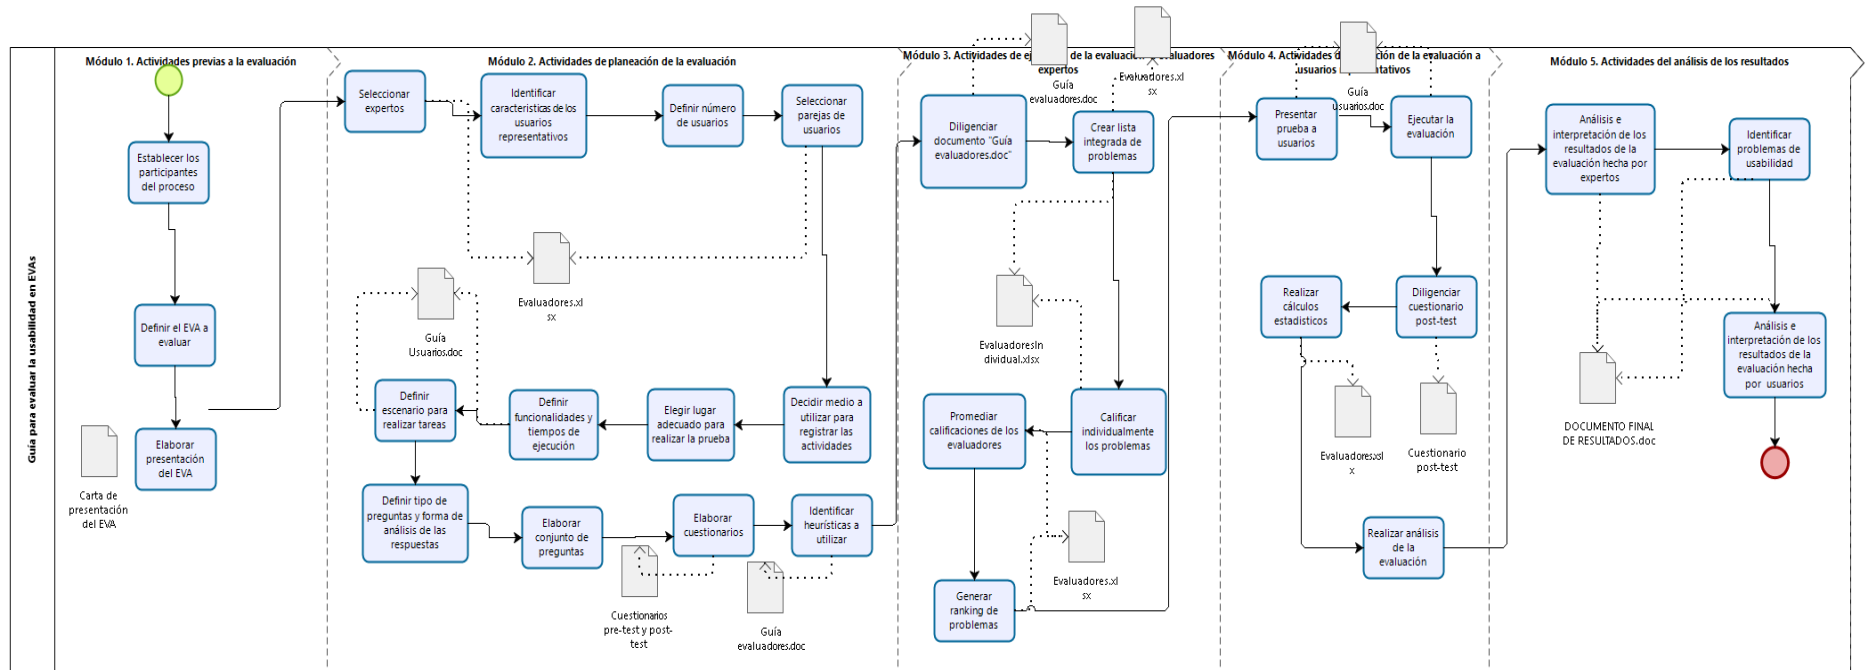 Guía para evaluar la usabilidad en EVAs
Módulo 1. Actividades previas a la evaluación
Establecer los
participantes
del proceso
Definir el EVA a
evaluar
Elaborar
presentación
del EVA
Carta de
presentación
del EVA
Módulo 2. Actividades de planeación de la evaluación
Seleccionar
expertos
Identificar
caracteristicas de los
usuarios
representativos
Definir número
de usuarios
Seleccionar
parejas de
usuarios
Evaluadores.xl
sx
Guía
Usuarios.doc
Definir
escenario para
realizar tareas
Definir
funcionalidades y
tiempos de
ejecución
Elegir lugar
adecuado para
realizar la prueba
Decidir medio a
utilizar para
registrar las
actividades
Definir tipo de
preguntas y forma de
análisis de las
respuestas
Elaborar
conjunto de
preguntas
Elaborar
cuestionarios
Identificar
heurísticas a
utilizar
Cuestionarios
pre-test y post-
test
Guía
evaluadores.doc
Módulo 3. Actividades de de la evaluación evaluadores
expertos
Guía
evaluadores.doc
Evaluadores.xl
sx
Diligenciar
documento "Guía
evaluadores.doc"
Crear lista
integrada de
problemas
EvaluadoresIn
dividual.xlsx
Promediar
calificaciones de los
evaluadores
Calificar
individualmente
los problemas
Evaluadores.xl
sx
Generar
ranking de
problemas
Módulo 4. Actividades de la evaluación a
usuarios
Guía
usuarios.doc
Presentar
prueba a
usuarios
Ejecutar la
evaluación
Realizar
cálculos
estadisticos
Diligenciar
cuestionario
post-test
Evaluadores.xsl
x
Cuestionario
post-test
Realizar análisis
de la
evaluación
Módulo 5. Actividades del análisis de los resultados
Análisis e
interpretación de los
resultados de la
evaluación hecha por
expertos
Identificar
problemas de
usabilidad
Análisis e
interpretación de los
resultados de la
evaluación hecha
por usuarios
DOCUMENTO FINAL
DE RESULTADOS.doc